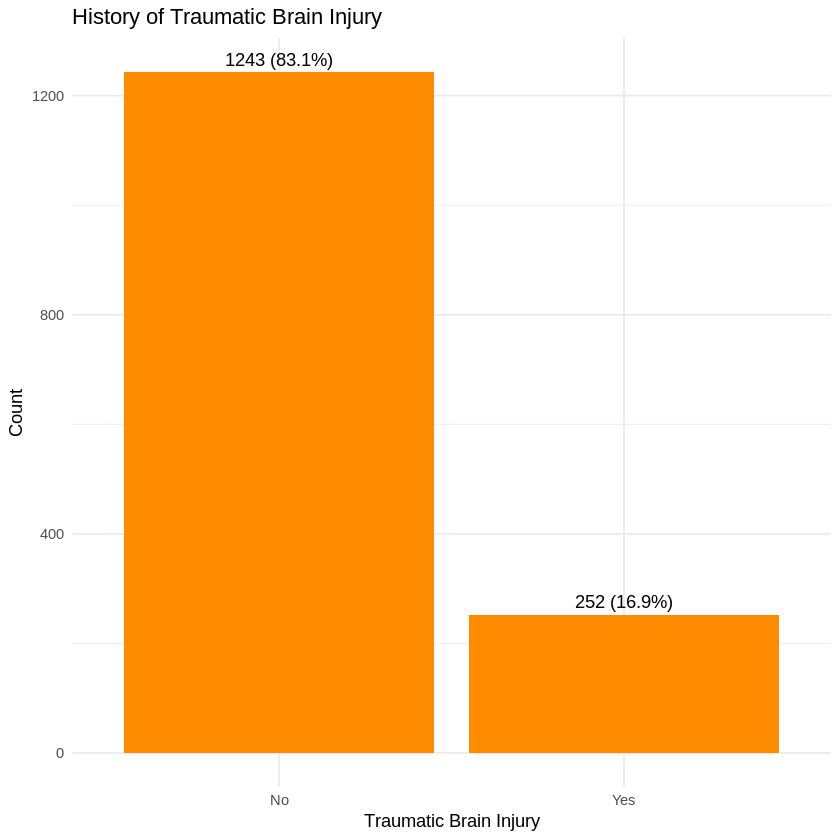 History of Traumatic Brain Injury
1243 (83.1%)
1200
800
Count
400
252 (16.9%)
0
No
Yes
Traumatic Brain Injury